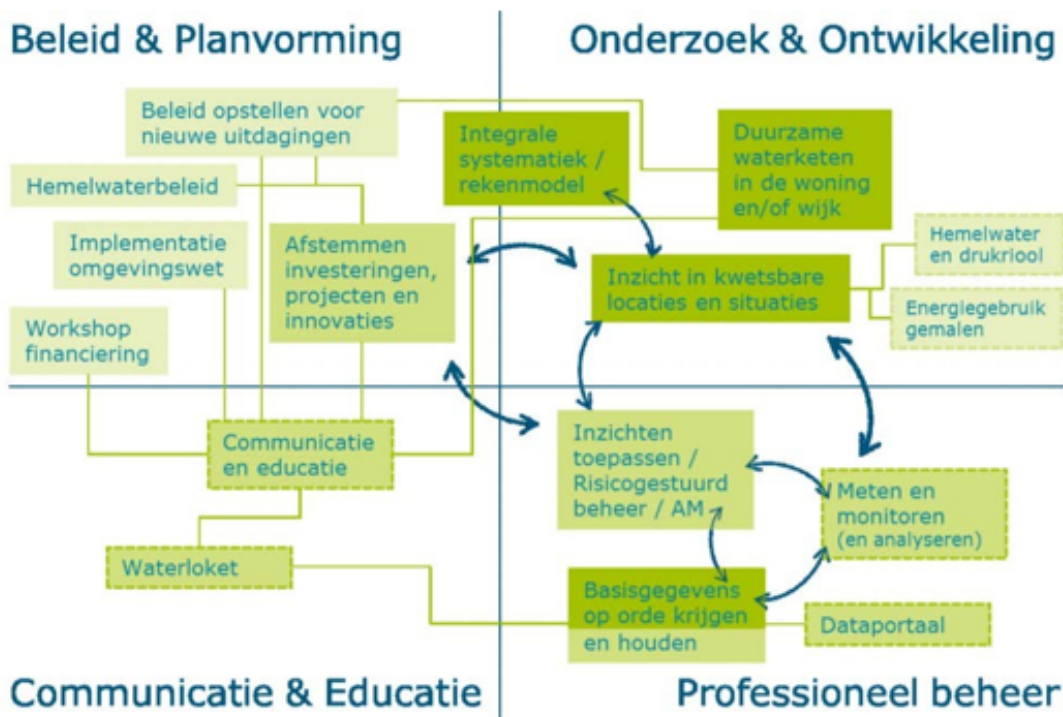 Beleid & Planvorming
Onderzoek & Ontwikkeling
Beleid opstellen voor
nieuwe uitdagingen
Hemelwaterbeleid
Implementatie
omgevingswet
Workshop
financiering
Afstemmen
investeringen,
projecten en
innovaties
Integrale
systematiek /
rekenmodel
Duurzame
waterketen
in de woning
en/of wijk
Inzicht in kwetsbare
locaties en situaties
Hemelwater
en drukriool
Energiegebruik
gemalen
Communicatie
en educatie
Waterloket
Inzichten
toepassen /
Risicogestuurd
beheer / AM
Meten en
monitoren
(en analyseren)
Basisgegevens
op orde krijgen
en houden
Dataportaal
Communicatie & Educatie
Professioneel beheer